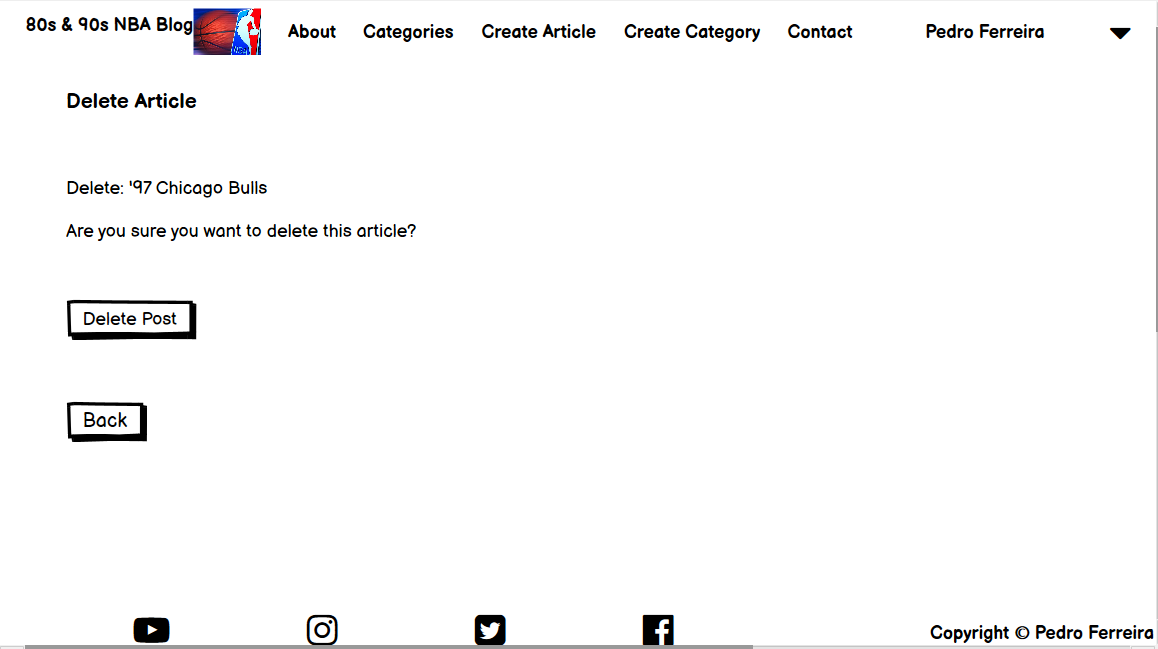 80s & 90s NBA Blog About Categories Create Article Create Category Contact Pedro Ferreira
Delete Article
Delete: '97 Chicago Bulls
Are you sure you want to delete this article?
Delete Post
Back
Copyright © Pedro Ferreira